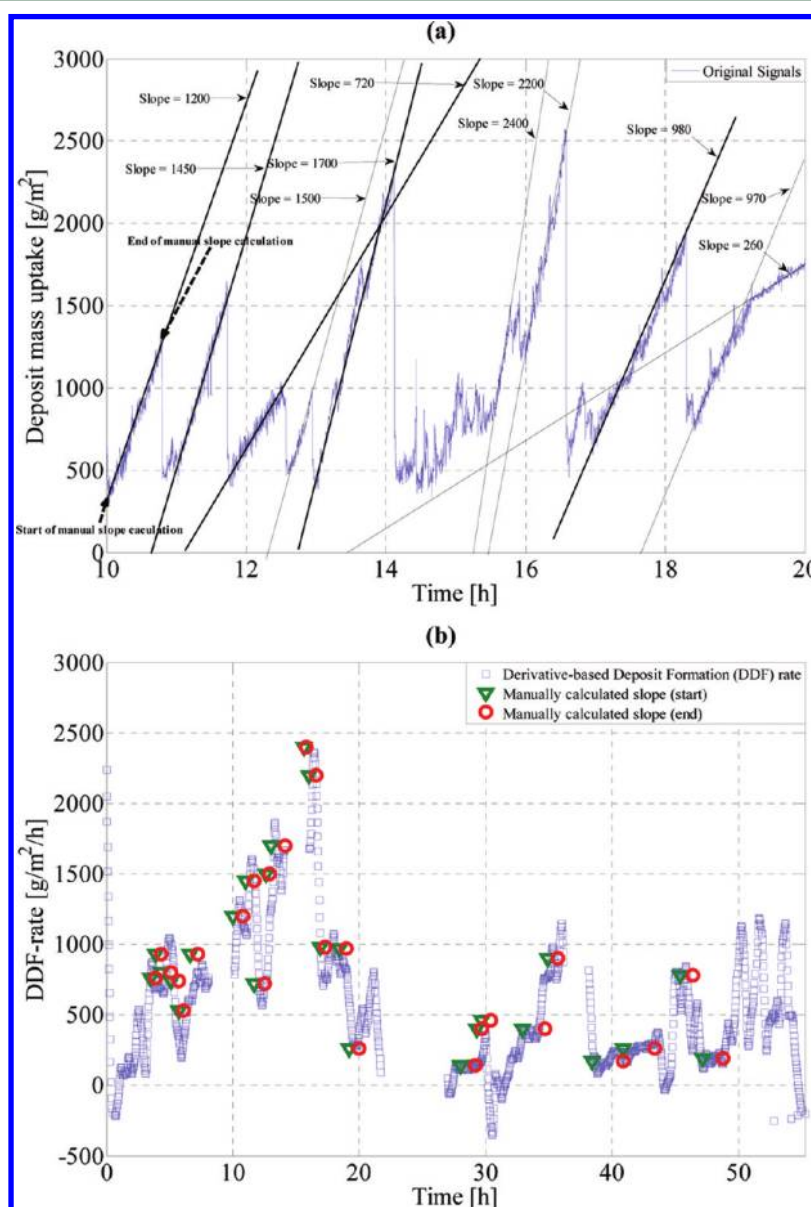 (a)
3000
2500
2000
1500
1000
500
0
Deposit mass uptake [g/m²]
Slope = 1200
Slope = 1450
Slope = 720
Slope = 1700
Slope = 1500
Slope = 2200
Slope = 2400
Original Signals
Slope = 980
Slope = 970
Slope = 260
End of manual slope calculation
Start of manual slope caculation
10
12
14
16
18
20
Time [h]
(b)
3000
2500
2000
1500
1000
500
0
-500
DDF-rate [g/m²/h]
Derivative-based Deposit Formation (DDF) rate
Manually calculated slope (start)
Manually calculated slope (end)
0
10
20
30
40
50
Time [h]